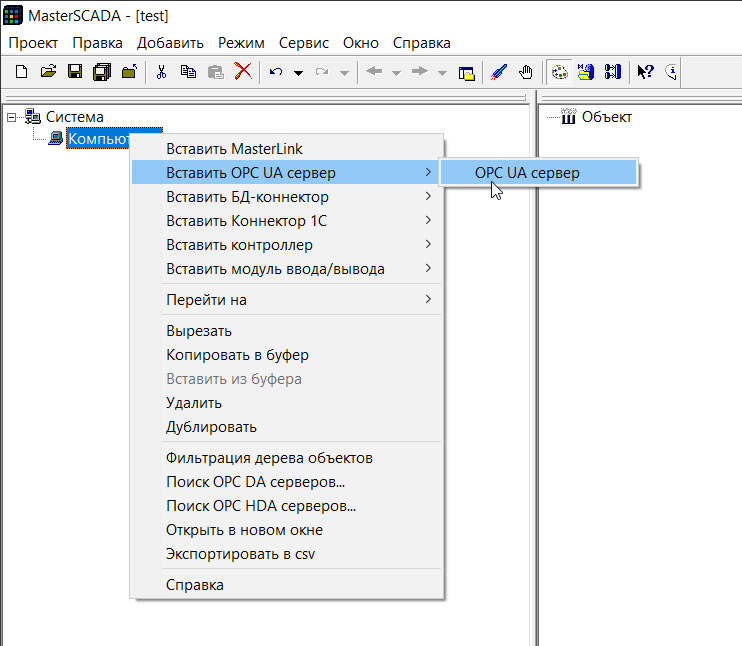 MasterSCADA - [test]
Проект Правка Добавить Режим Сервис Окно Справка
Система
Объект
Компьют
Вставить MasterLink
Вставить OPC UA сервер
OPC UA сервер
Вставить БД-коннектор
Вставить Коннектор 1С
Вставить контроллер
Вставить модуль ввода/вывода
Перейти на
Вырезать
Копировать в буфер
Вставить из буфера
Удалить
Дублировать
Фильтрация дерева объектов
Поиск OPC DA серверов...
Поиск OPC HDA серверов...
Открыть в новом окне
Экспортировать в csv
Справка